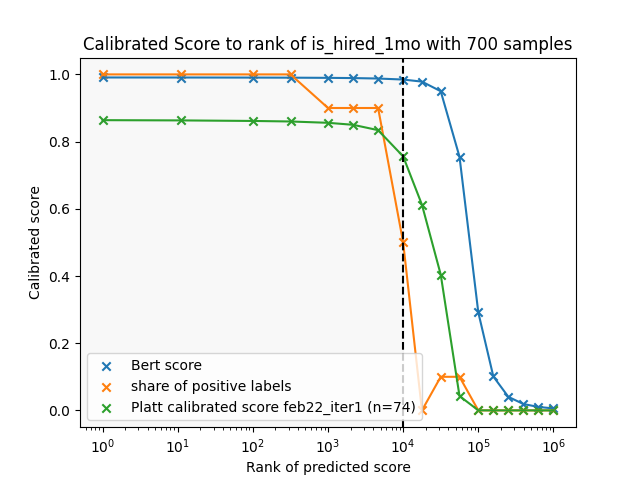 Calibrated Score to rank of is_hired_1mo with 700 samples
Calibrated score
1.0
0.8
0.6
0.4
0.2
0.0
Bert score
share of positive labels
Platt calibrated score feb22_iter1 (n=74)
10⁰ 10¹ 10² 10³ 10⁴ 10⁵ 10⁶
Rank of predicted score